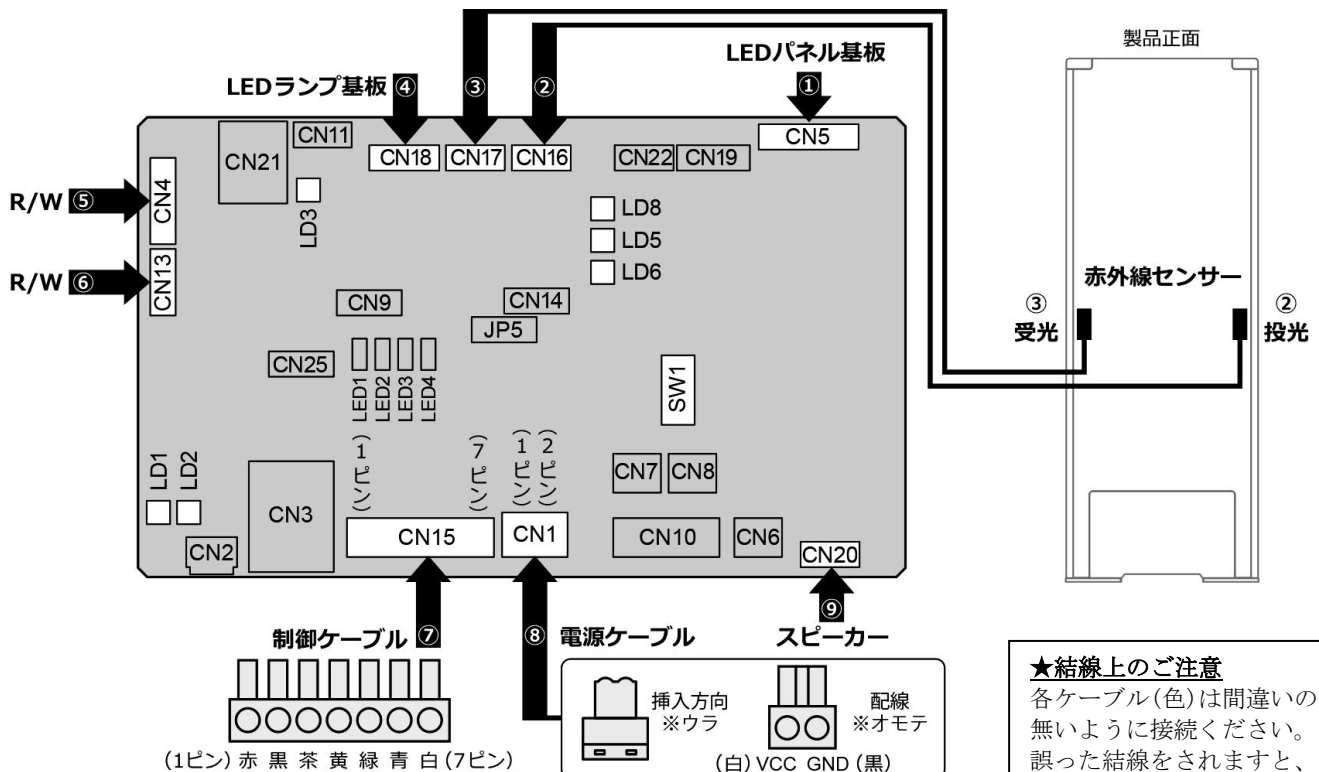 製品正面
LEDパネル基板
LEDランプ基板 ④ ③ ② ①
CN11
CN21
CN18 CN17 CN16
CN22 CN19
CN5
R/W ⑤ CN4
LD3
LD8
LD5
LD6
R/W ⑥ CN13
赤外線センサー
③
受光
②
投光
CN9
CN14
JP5
CN25
LED1 LED2 LED3 LED4
SW1
(1ピン) (7ピン) (1ピン) (2ピン)
LD1 LD2
CN7 CN8
CN3
CN15
CN1
CN10 CN6
CN2
CN20
制御ケーブル ⑦
⑧ 電源ケーブル
⑨
スピーカー
挿入方向
※ウラ
配線
※オモテ
(1ピン) 赤 黒 茶 黄 緑 青 白 (7ピン)
(白) VCC GND (黒)
★結線上のご注意
各ケーブル(色)は間違いの
無いように接続ください。
誤った結線をされますと、